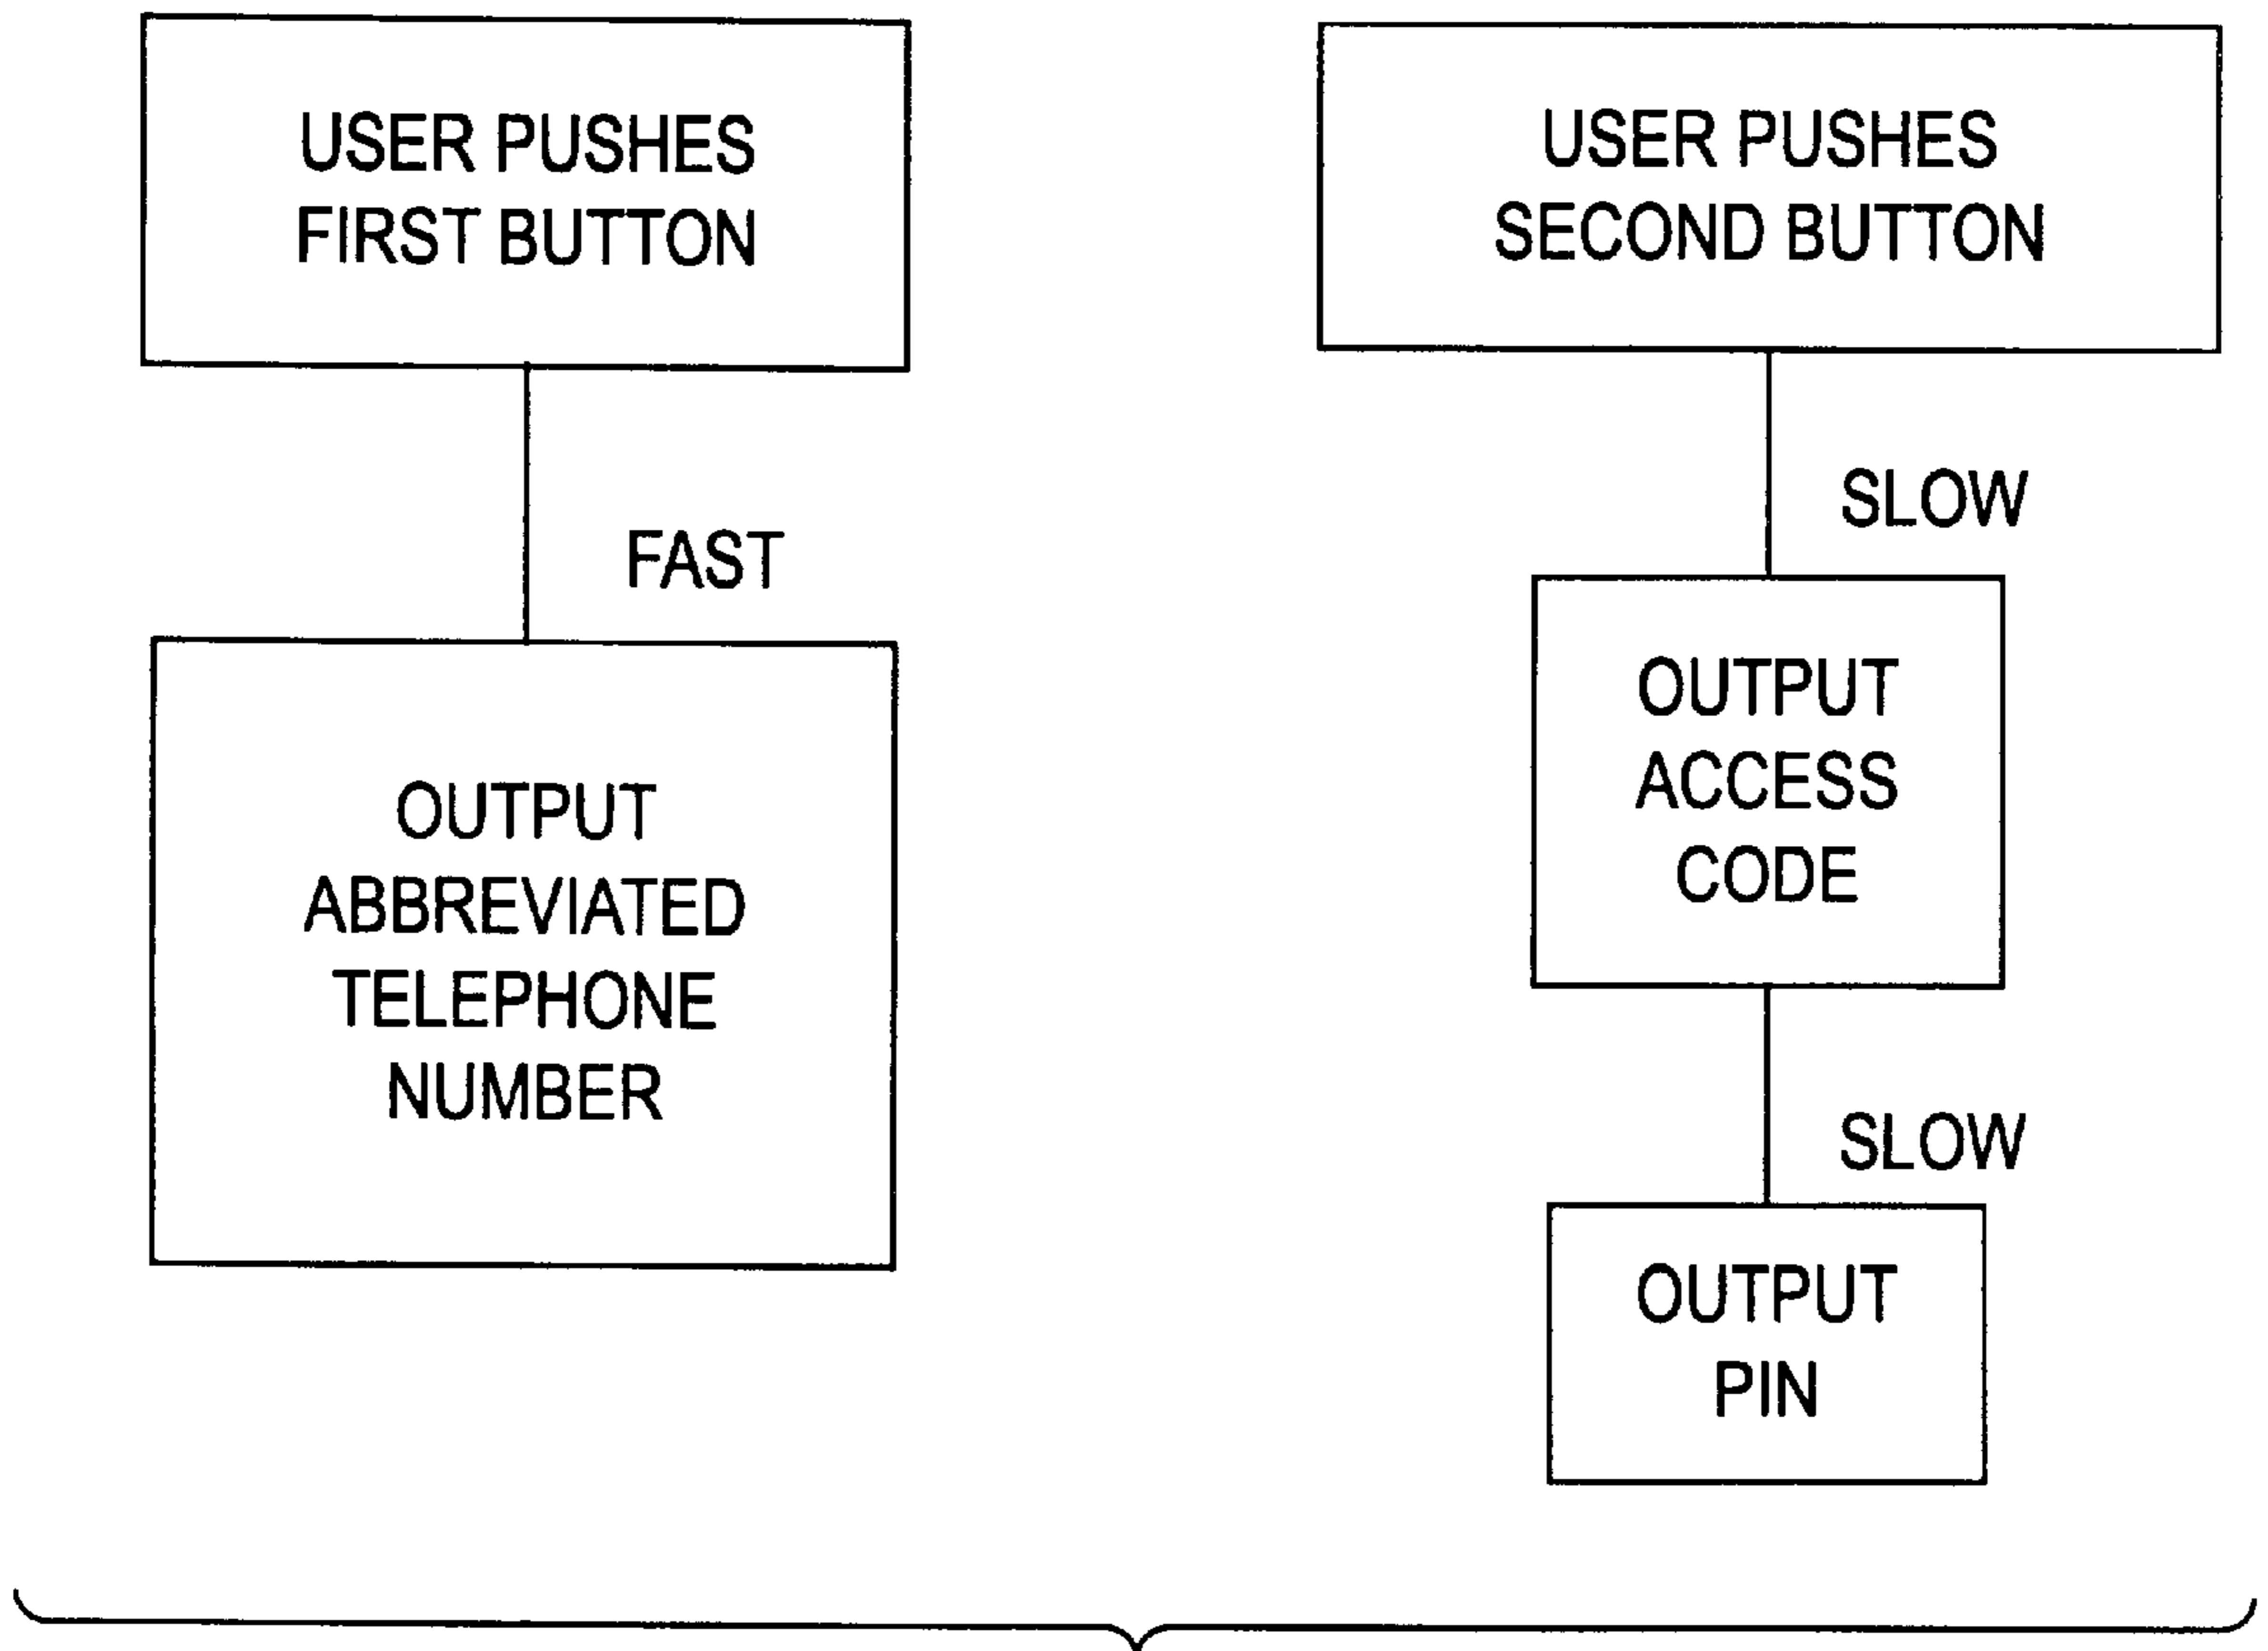 USER PUSHES
FIRST BUTTON
FAST
OUTPUT
ABBREVIATED
TELEPHONE
NUMBER
USER PUSHES
SECOND BUTTON
SLOW
OUTPUT
ACCESS
CODE
SLOW
OUTPUT
PIN